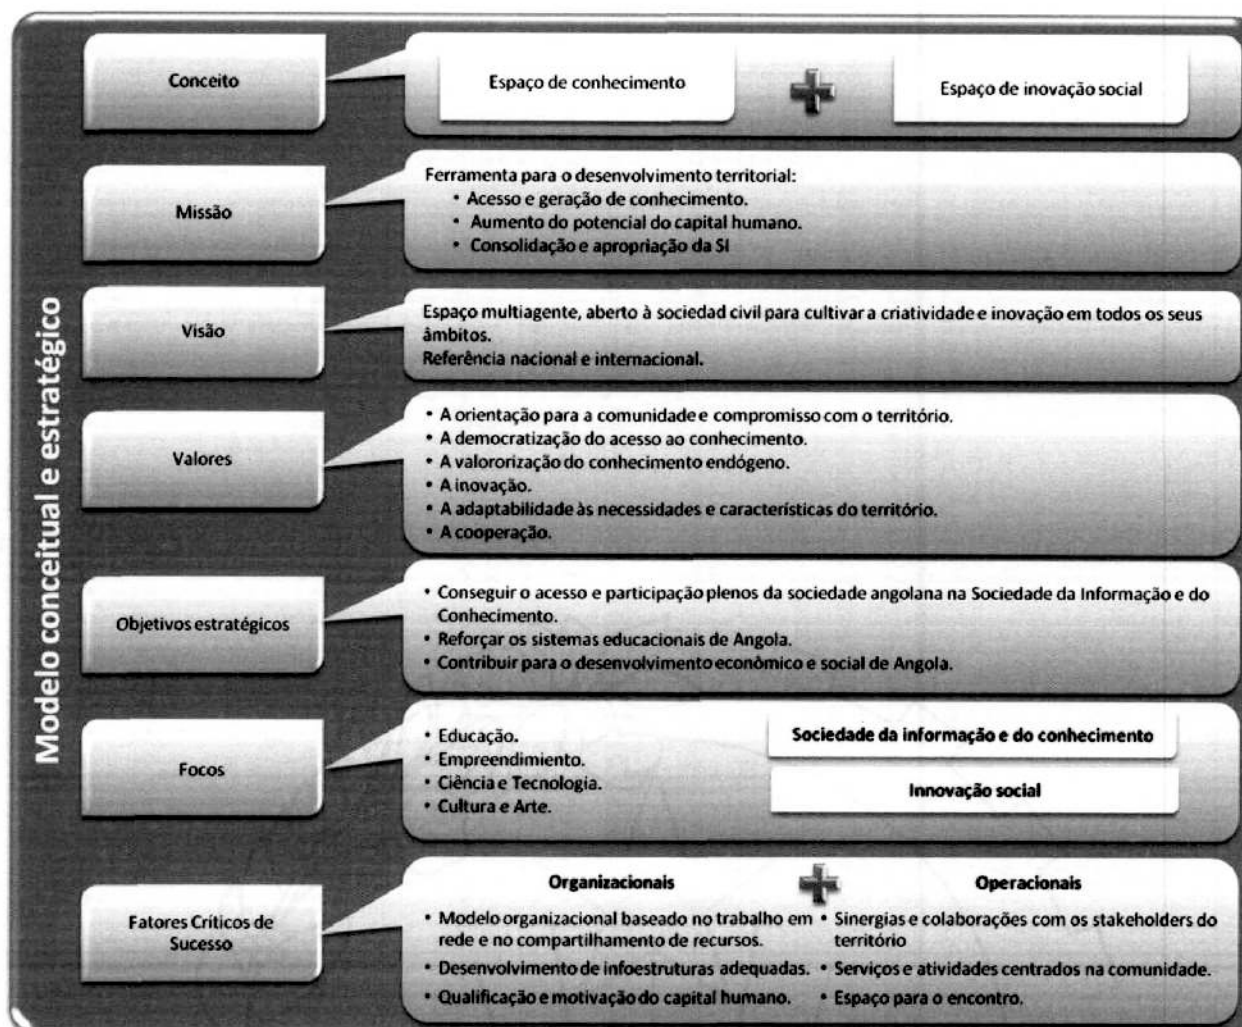 Modelo conceitual e estratégico
Conceito
Espaço de conhecimento
Espaço de inovação social
Missão
Ferramenta para o desenvolvimento territorial:
• Acesso e geração de conhecimento.
• Aumento do potencial do capital humano.
• Consolidação e apropriação da SI
Visão
Espaço multiagente, aberto à sociedad civil para cultivar a criatividade e inovação em todos os seus
âmbitos.
Referência nacional e internacional.
Valores
• A orientação para a comunidade e compromisso com o território.
• A democratização do acesso ao conhecimento.
• A valororização do conhecimento endógeno.
• A inovação.
• A adaptabilidade às necessidades e características do território.
• A cooperação.
Objetivos estratégicos
• Conseguir o acesso e participação plenos da sociedade angolana na Sociedade da Informação e do
Conhecimento.
• Reforçar os sistemas educacionais de Angola.
• Contribuir para o desenvolvimento econômico e social de Angola.
Focos
• Educação.
• Empreendimiento.
• Ciência e Tecnologia.
• Cultura e Arte.
Sociedade da informação e do conhecimento
Innovação social
Fatores Críticos de
Sucesso
Organizacionais
• Modelo organizacional baseado no trabalho em
rede e no compartilhamento de recursos.
• Desenvolvimento de infoestruturas adequadas.
• Qualificação e motivação do capital humano.
Operacionais
• Sinergias e colaborações com os stakeholders do
território
• Serviços e atividades centrados na comunidade.
• Espaço para o encontro.